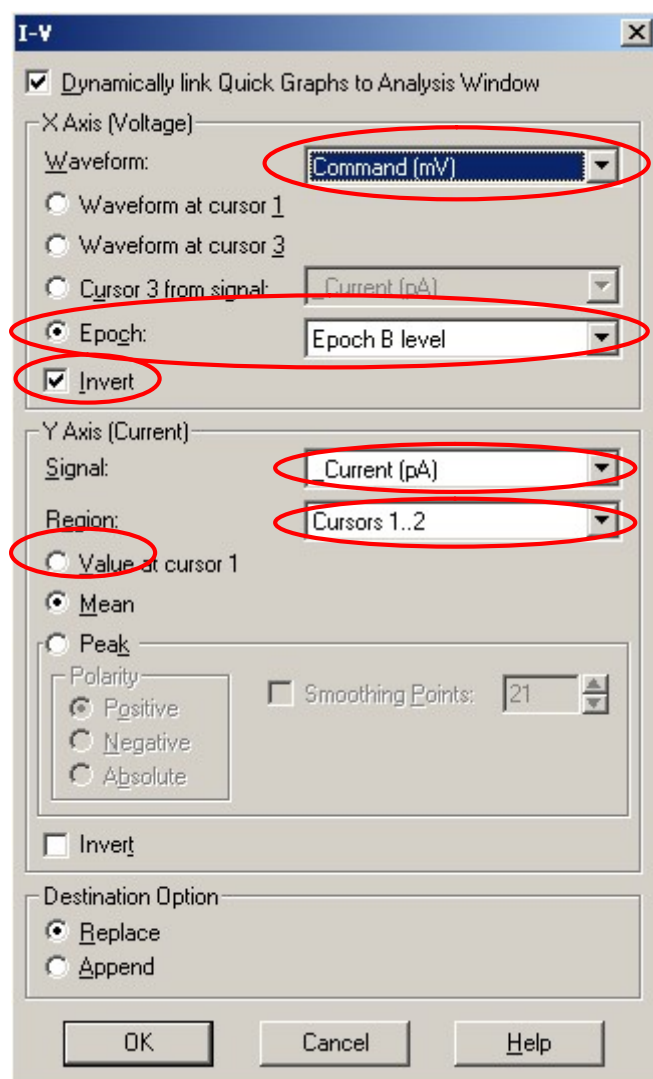 I-V
Dynamically link Quick Graphs to Analysis Window
X Axis (Voltage)
Waveform: Command (mV)
Waveform at cursor 1
Waveform at cursor 3
Cursor 3 from signal: _Current (pA)
Epoch: Epoch B level
Invert
Y Axis (Current)
Signal: _Current (pA)
Region: Cursors 1..2
Value at cursor 1
Mean
Peak
Polarity
Smoothing Points: 21
Positive
Negative
Absolute
Invert
Destination Option
Replace
Append
OK Cancel Help